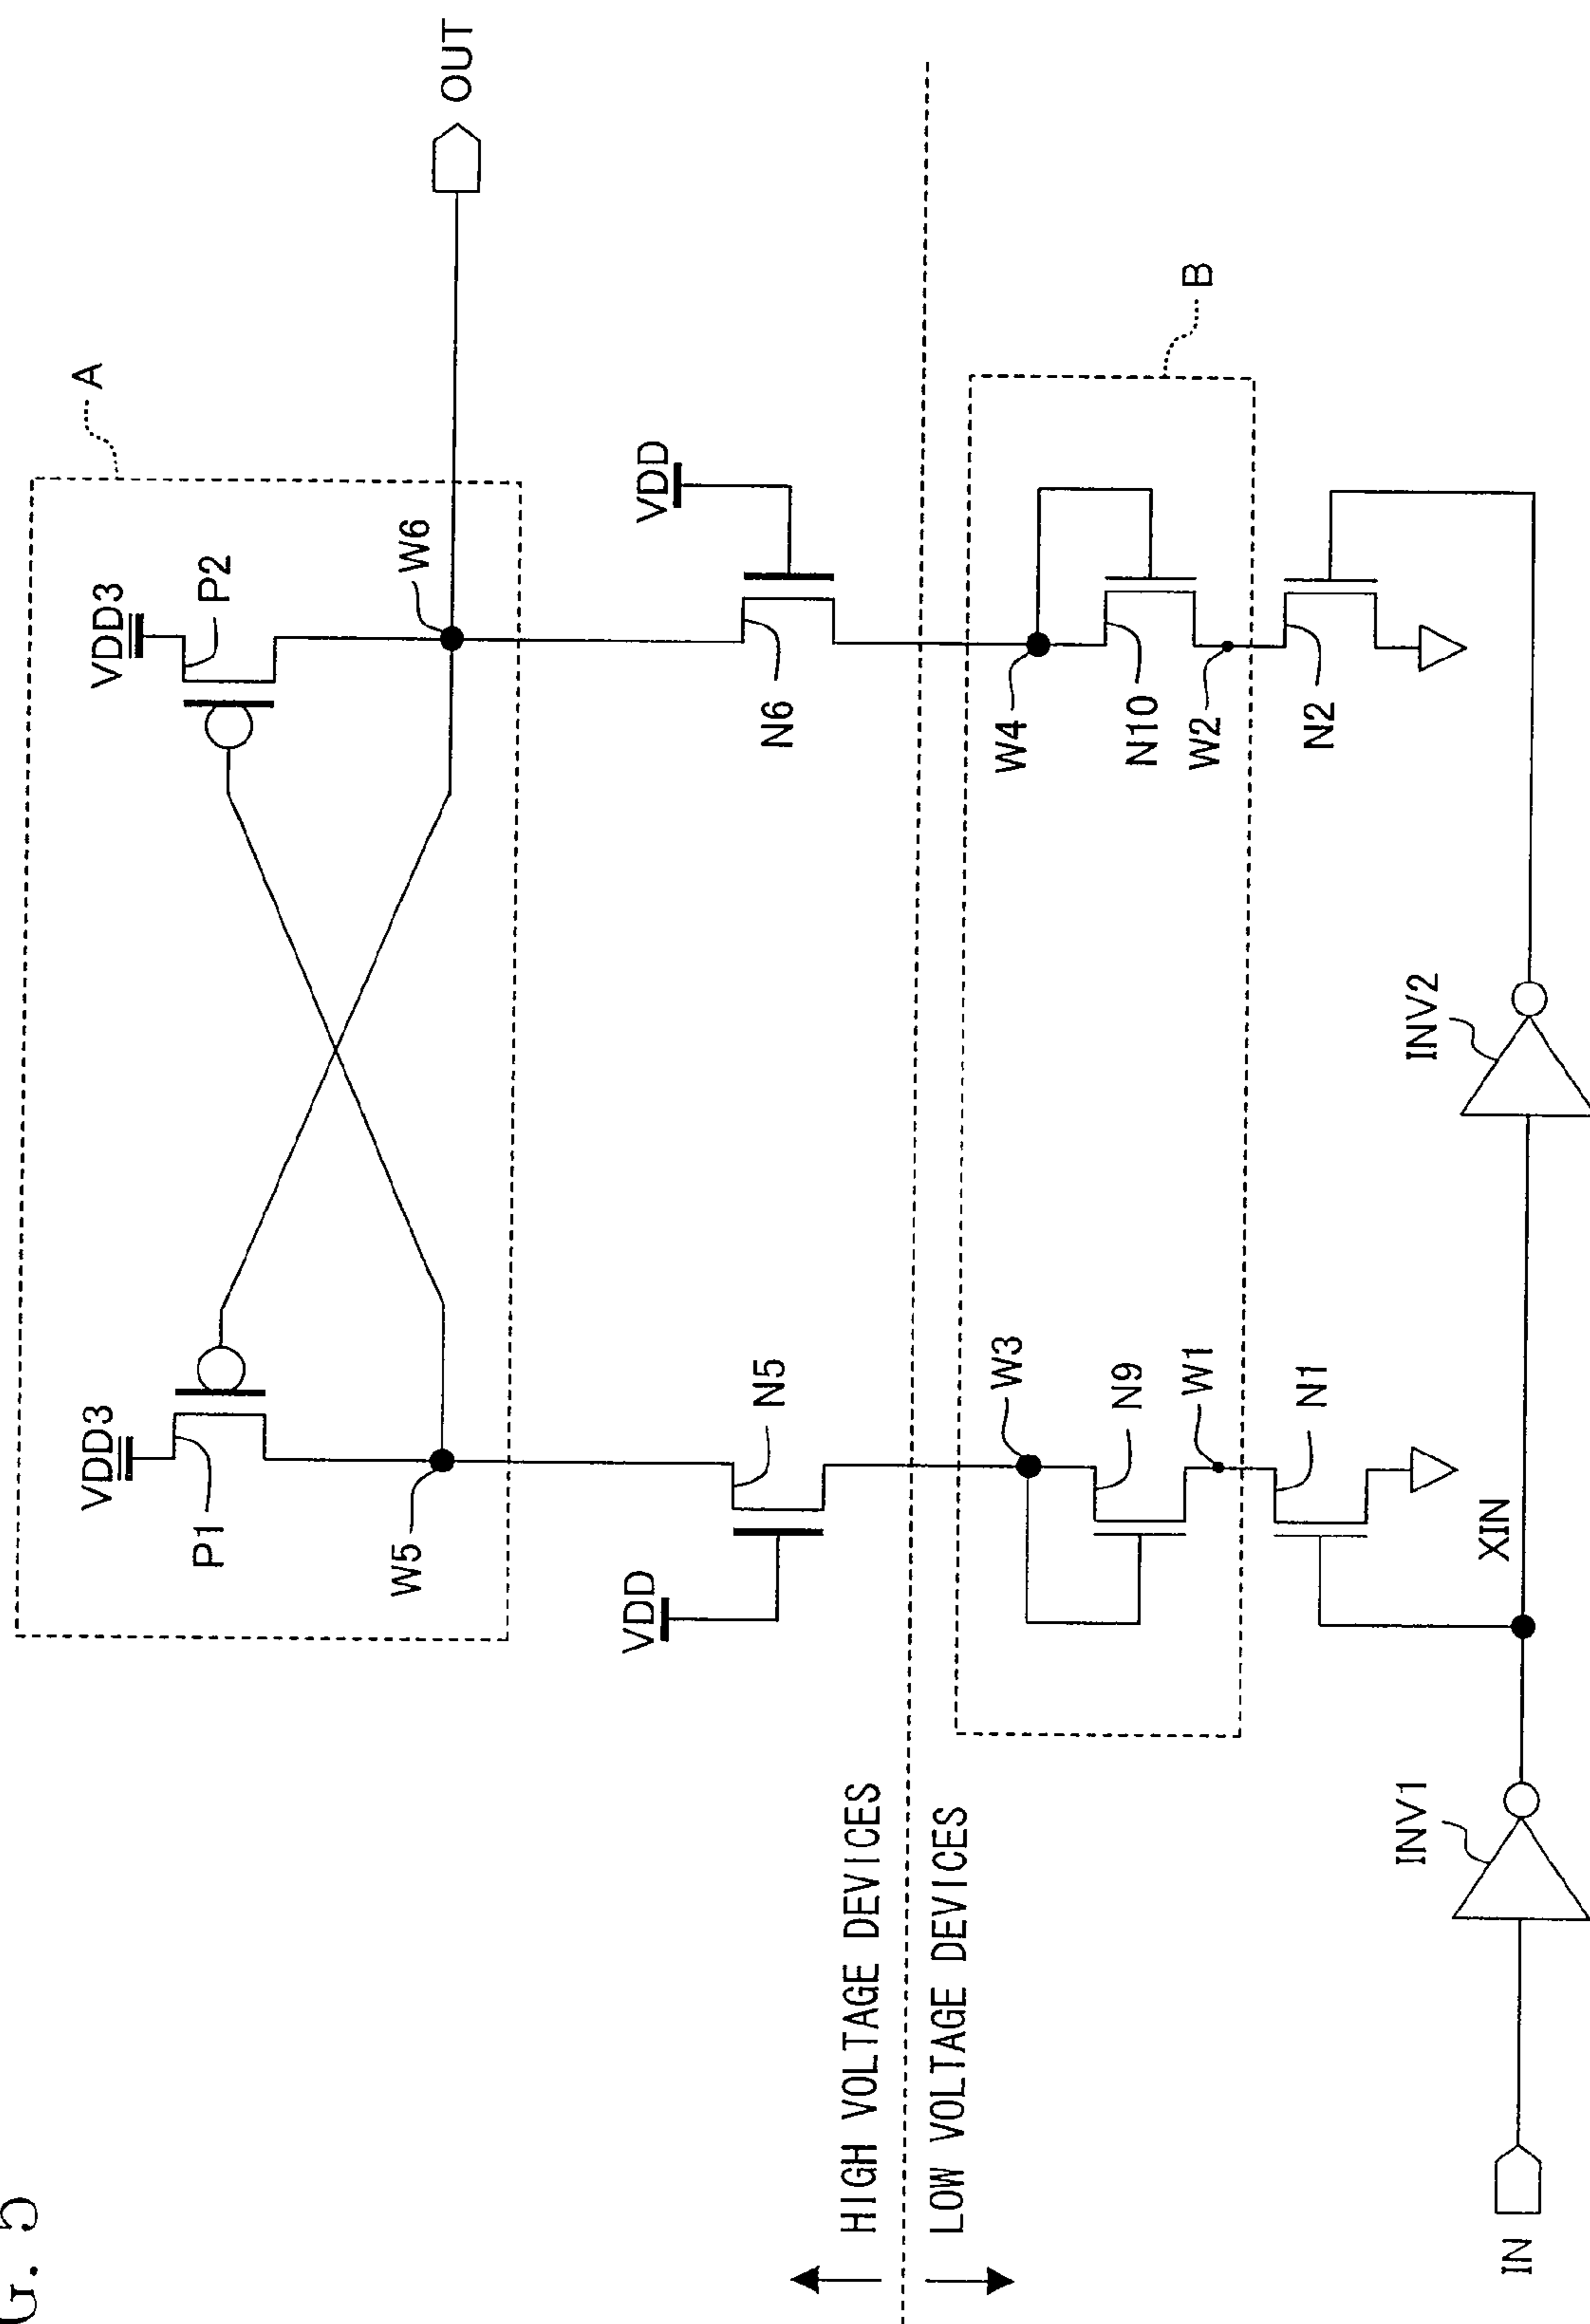 G. 5
A
VDD3
VDD3
P1
P2
W5
W6
OUT
VDD
VDD
N5
N6
HIGH VOLTAGE DEVICES
LOW VOLTAGE DEVICES
B
W3
W4
N9
N10
W1
W2
N1
N2
XIN
INV1
INV2
IN